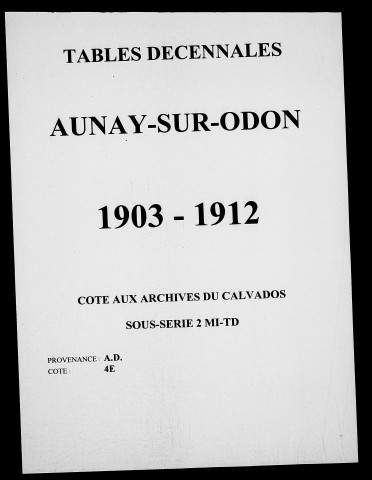 TABLES DECENNALES
AUNAY-SUR-ODON
1903 - 1912
COTE AUX ARCHIVES DU CALVADOS
SOUS-SERIE 2 MI-TD
PROVENANCE : A.D.
COTE : 4E